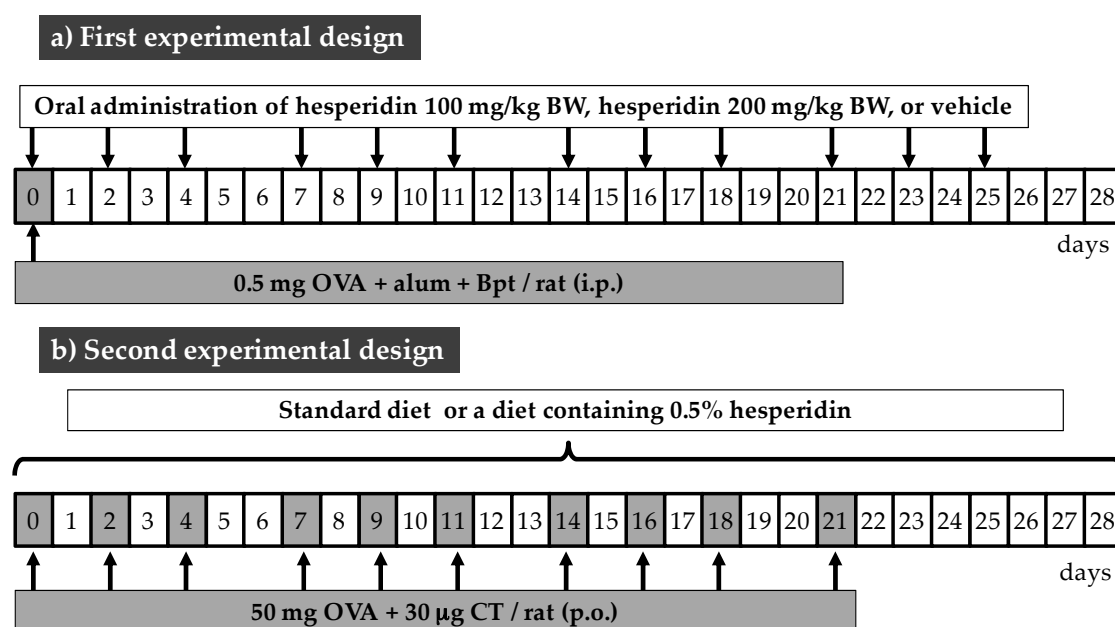 a) First experimental design
Oral administration of hesperidin 100 mg/kg BW, hesperidin 200 mg/kg BW, or vehicle
0 1 2 3 4 5 6 7 8 9 10 11 12 13 14 15 16 17 18 19 20 21 22 23 24 25 26 27 28
days
0.5 mg OVA + alum + Bpt / rat (i.p.)
b) Second experimental design
Standard diet or a diet containing 0.5% hesperidin
0 1 2 3 4 5 6 7 8 9 10 11 12 13 14 15 16 17 18 19 20 21 22 23 24 25 26 27 28
days
50 mg OVA + 30 µg CT / rat (p.o.)